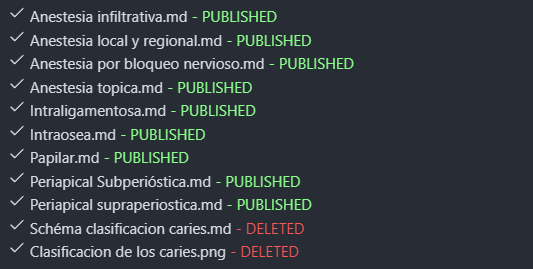 Anestesia infiltrativa.md - PUBLISHED
Anestesia local y regional.md - PUBLISHED
Anestesia por bloqueo nervioso.md - PUBLISHED
Anestesia topica.md - PUBLISHED
Intraligamentosa.md - PUBLISHED
Intraosea.md - PUBLISHED
Papilar.md - PUBLISHED
Periapical Subperióstica.md - PUBLISHED
Periapical supraperiostica.md - PUBLISHED
Schéma clasificacion caries.md - DELETED
Clasificacion de los caries.png - DELETED